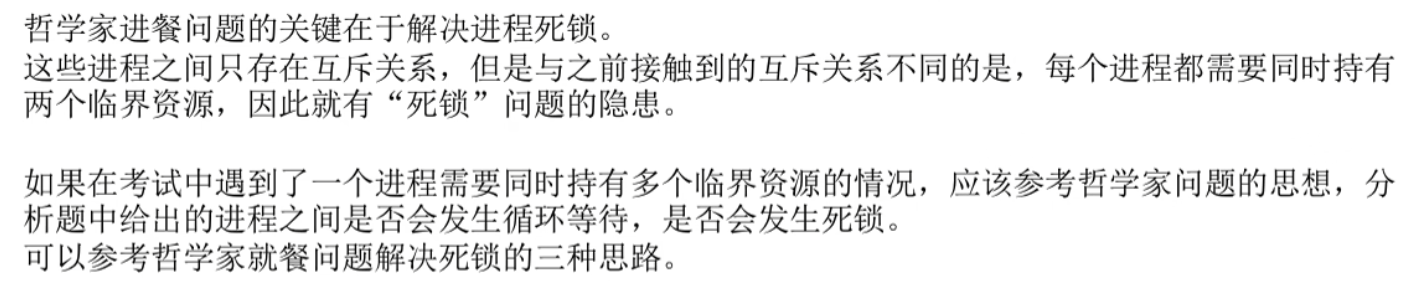 哲学家进餐问题的关键在于解决进程死锁。
这些进程之间只存在互斥关系，但是与之前接触到的互斥关系不同的是，每个进程都需要同时持有
两个临界资源，因此就有“死锁”问题的隐患。
如果在考试中遇到了一个进程需要同时持有多个临界资源的情况，应该参考哲学家问题的思想，分
析题中给出的进程之间是否会发生循环等待，是否会发生死锁。
可以参考哲学家就餐问题解决死锁的三种思路。